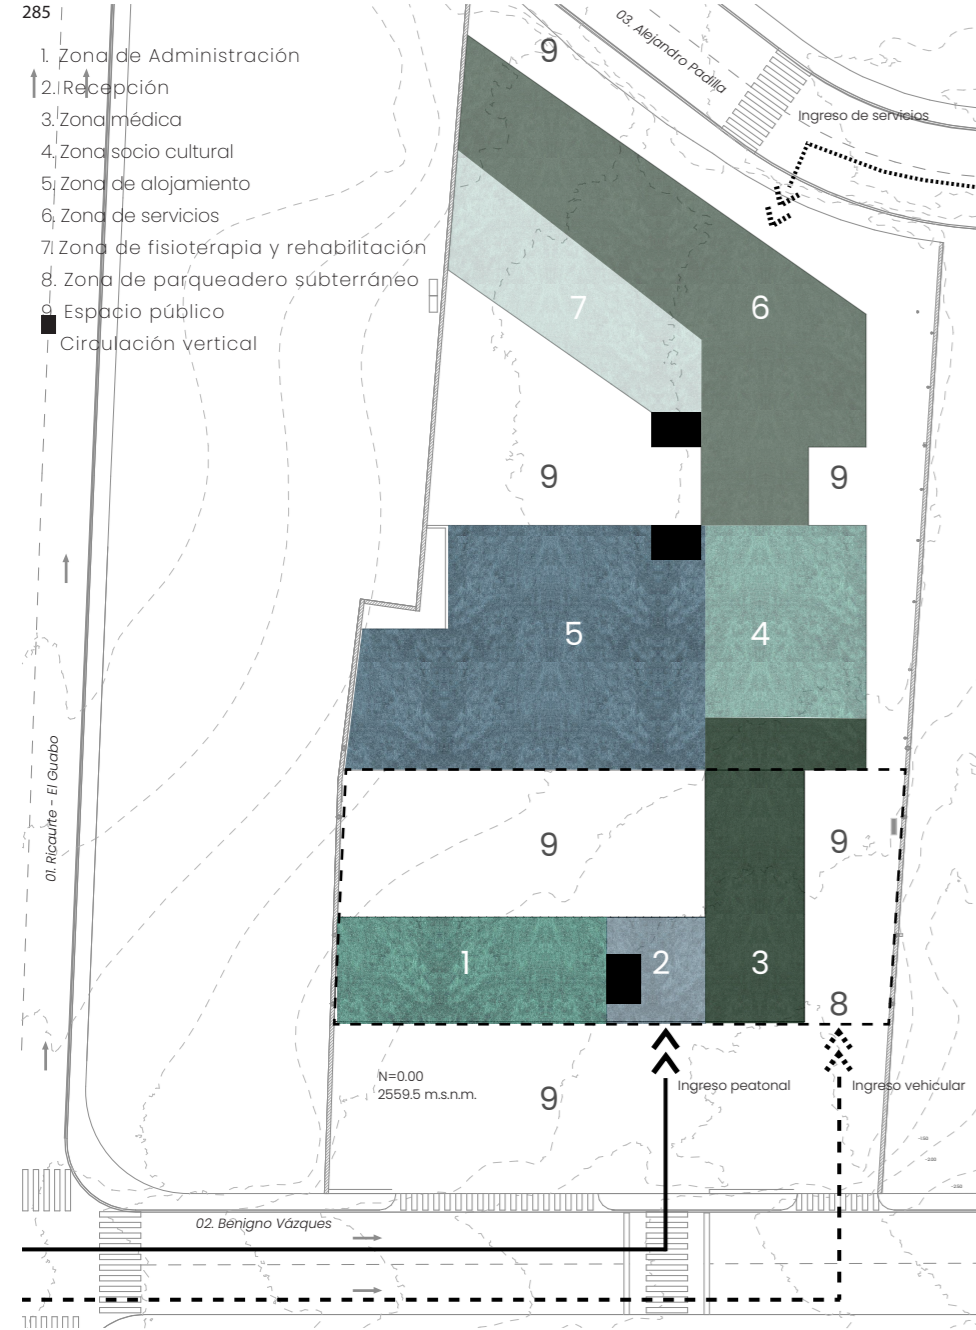 285
1. Zona de Administración
2. Recepción
3. Zona médica
4. Zona socio cultural
5. Zona de alojamiento
6. Zona de servicios
7. Zona de fisioterapia y rehabilitación
8. Zona de parqueadero subterráneo
9. Espacio público
Circulación vertical
03. Alejandro Padilla
Ingreso de servicios
9
7
6
9
9
5
4
01. Ricaurte - El Guabo
9
9
1
2
3
8
N=0.00
2559.5 m.s.n.m.
9
Ingreso peatonal
Ingreso vehicular
02. Benigno Vázques